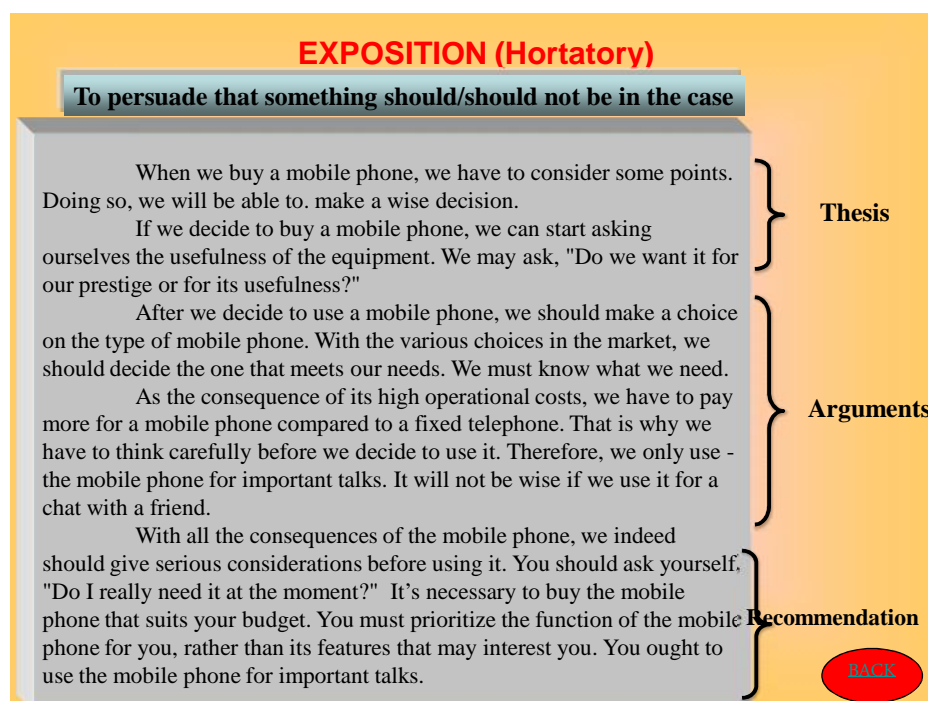 EXPOSITION (Hortatory)
To persuade that something should/should not be in the case
When we buy a mobile phone, we have to consider some points.
Doing so, we will be able to. make a wise decision.
If we decide to buy a mobile phone, we can start asking
ourselves the usefulness of the equipment. We may ask, "Do we want it for
our prestige or for its usefulness?"
After we decide to use a mobile phone, we should make a choice
on the type of mobile phone. With the various choices in the market, we
should decide the one that meets our needs. We must know what we need.
As the consequence of its high operational costs, we have to pay
more for a mobile phone compared to a fixed telephone. That is why we
have to think carefully before we decide to use it. Therefore, we only use -
the mobile phone for important talks. It will not be wise if we use it for a
chat with a friend.
With all the consequences of the mobile phone, we indeed
should give serious considerations before using it. You should ask yourself,
"Do I really need it at the moment?" It's necessary to buy the mobile
phone that suits your budget. You must prioritize the function of the mobile
phone for you, rather than its features that may interest you. You ought to
use the mobile phone for important talks.
Thesis
Arguments
Recommendation
BACK